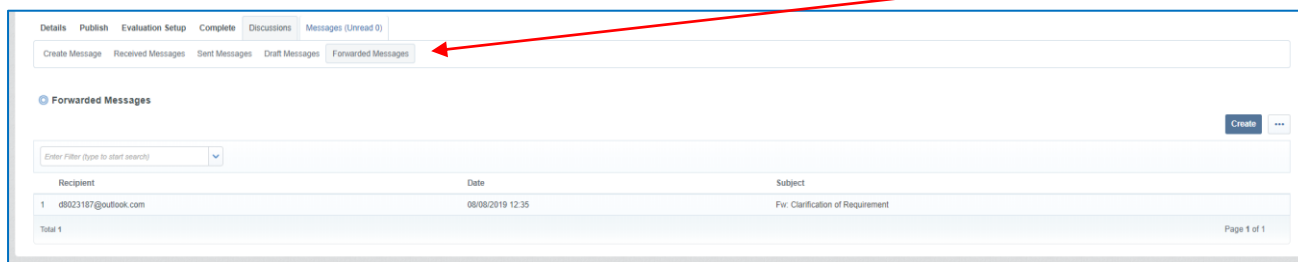 Details Publish Evaluation Setup Complete Discussions Messages (Unread 0)
Create Message Received Messages Sent Messages Draft Messages Forwarded Messages
Forwarded Messages
Create ...
Enter Filter (type to start search)
Recipient Date Subject
1 d8023187@outlook.com 08/08/2019 12:35 Fw: Clarification of Requirement
Total 1 Page 1 of 1